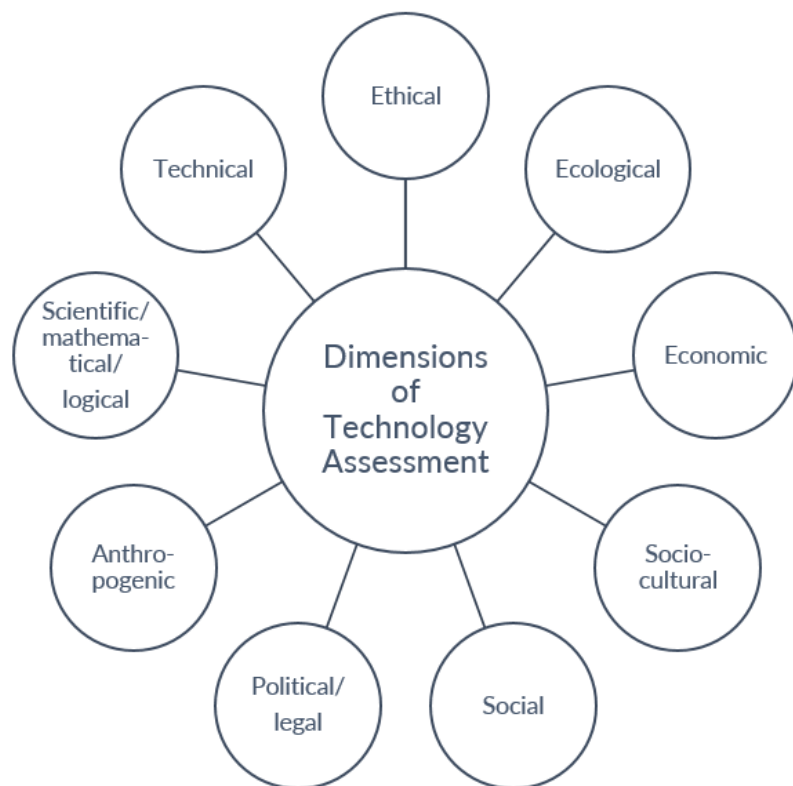 Ethical
Ecological
Economic
Socio-
cultural
Social
Political/
legal
Anthro-
pogenic
Scientific/
mathema-
tical/
logical
Technical
Dimensions
of
Technology
Assessment